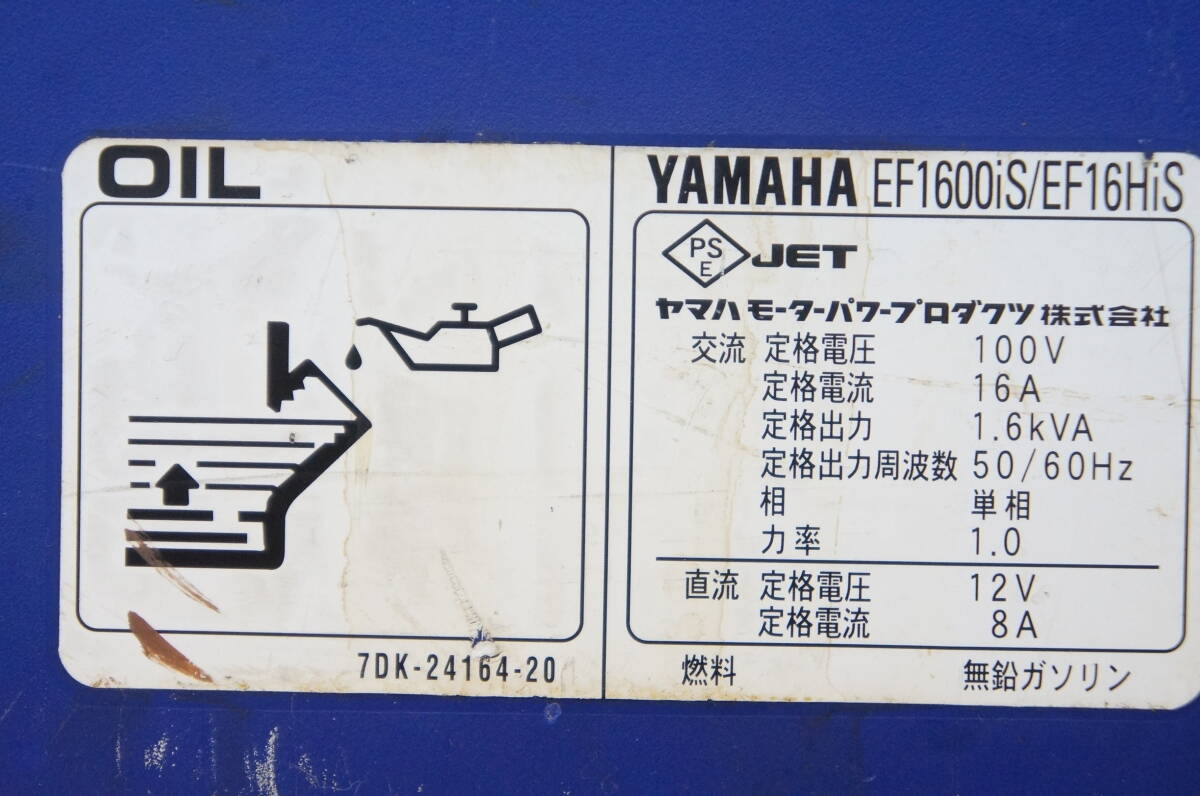 OIL
7DK-24164-20
YAMAHA EF1600iS/EF16HiS
PS E JET
ヤマハモーターパワープロダクツ株式会社
交流 定格電圧 100V
定格電流 16A
定格出力 1.6kVA
定格出力周波数 50/60Hz
相 単相
力率 1.0
直流 定格電圧 12V
定格電流 8A
燃料 無鉛ガソリン